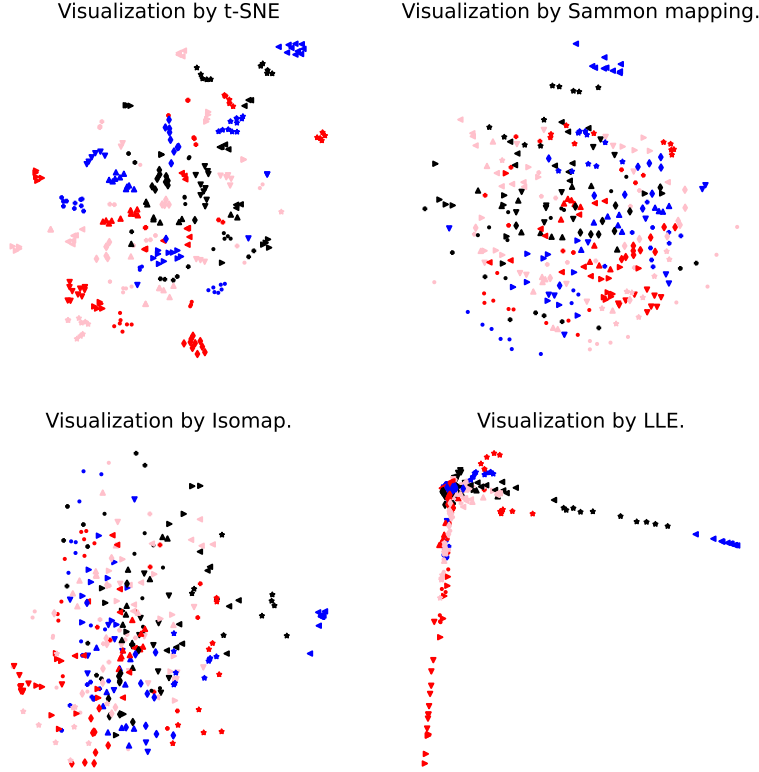 Visualization by t-SNE
Visualization by Sammon mapping.
Visualization by Isomap.
Visualization by LLE.